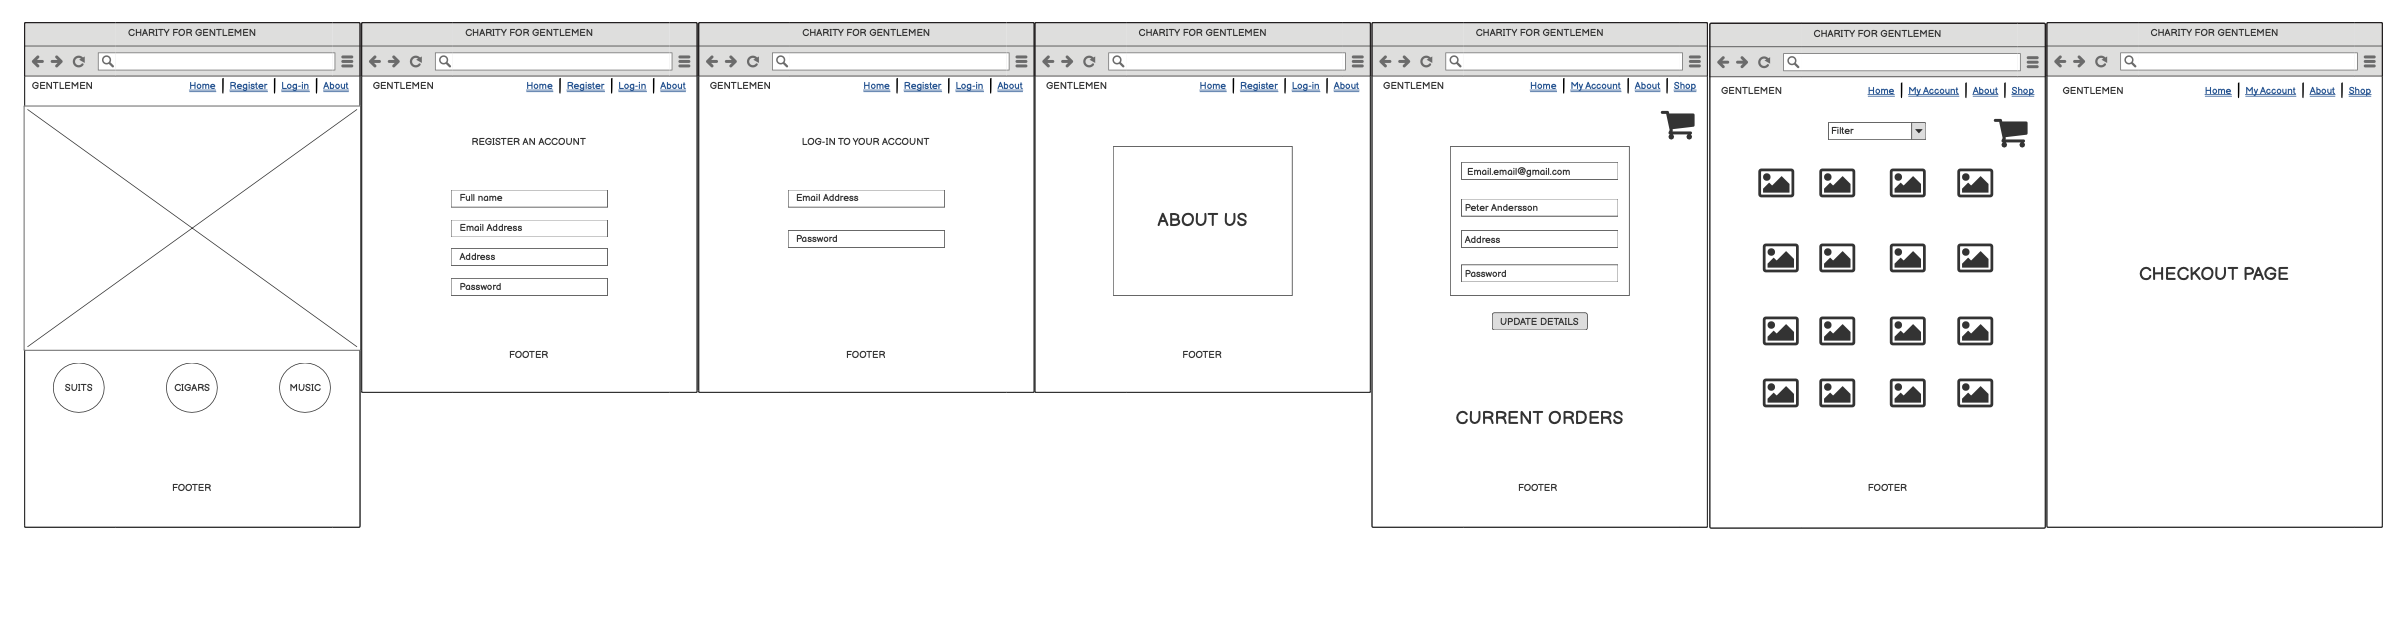 CHARITY FOR GENTLEMEN
GENTLEMEN Home Register Log-in About
SUITS CIGARS MUSIC
FOOTER
CHARITY FOR GENTLEMEN
GENTLEMEN Home Register Log-in About
REGISTER AN ACCOUNT
Full name
Email Address
Address
Password
FOOTER
CHARITY FOR GENTLEMEN
GENTLEMEN Home Register Log-in About
LOG-IN TO YOUR ACCOUNT
Email Address
Password
FOOTER
CHARITY FOR GENTLEMEN
GENTLEMEN Home Register Log-in About
ABOUT US
FOOTER
CHARITY FOR GENTLEMEN
GENTLEMEN Home My Account About Shop
Email.email@gmail.com
Peter Andersson
Address
Password
UPDATE DETAILS
CURRENT ORDERS
FOOTER
CHARITY FOR GENTLEMEN
GENTLEMEN Home My Account About Shop
Filter
FOOTER
CHARITY FOR GENTLEMEN
GENTLEMEN Home My Account About Shop
CHECKOUT PAGE